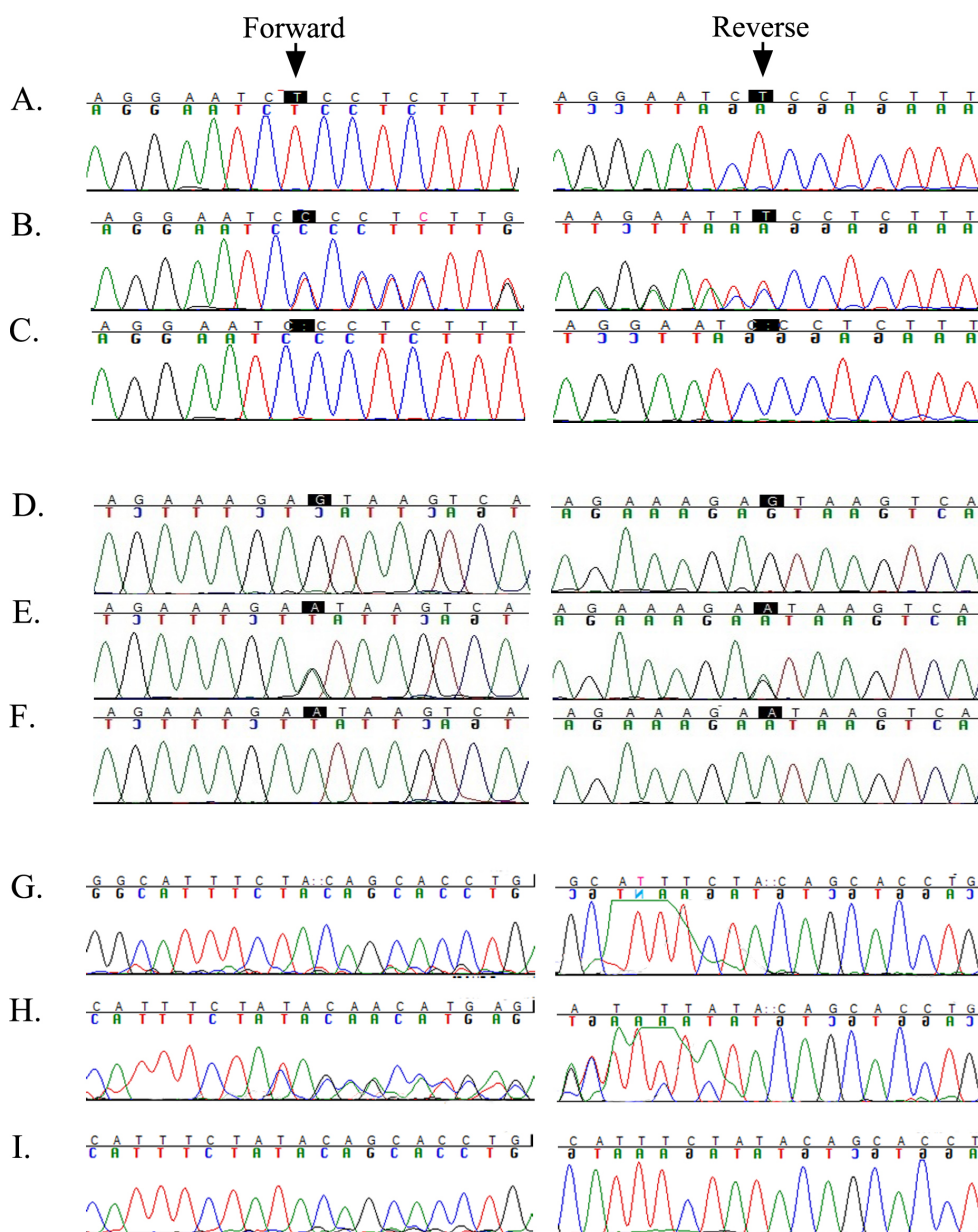 Forward Reverse
A.
A G G A A T C T C C T C T T T
A G G A A T C T C C T C T T T
A G G A A T C T C C T C T T T
T C C T T A G A G G A G A A A
B.
A G G A A T C C C C T C T T G
A G G A A T C C C C T T T T G
A A G A A T T T C C T C T T T
T T C T T A A A G G A G A A A
C.
A G G A A T C : C C T C T T T
A G G A A T C C C T C T T T
A G G A A T C : C C T C T T T
T C C T T A G G G A G A A A
D.
A G A A A G A G T A A G T C A
T C T T T C T C A T T C A G T
A G A A A G A G T A A G T C A
A G A A A G A G T A A G T C A
E.
A G A A A G A A T A A G T C A
T C T T T C T T A T T C A G T
A G A A A G A A T A A G T C A
A G A A A G A A T A A G T C A
F.
A G A A A G A A T A A G T C A
T C T T T C T T A T T C A G T
A G A A A G A A T A A G T C A
A G A A A G A A T A A G T C A
G.
G G C A T T T C T A :: C A G C A C C T G
G G C A T T T C T A C A G C A C C T G
G C A T T T C T A :: C A G C A C C T G
C G T N A A G A T G T C G T G G A C
H.
C A T T T C T A T A C A A C A T G A G
C A T T T C T A T A C A A C A T G A G
A T T T A T A :: C A G C A C C T G
T G A A A A T A T G T C G T G G A C
I.
C A T T T C T A T A C A G C A C C T G
C A T T T C T A T A C A G C A C C T G
C A T T T C T A T A C A G C A C C T
G T A A A G A T A T G T C G T G G A